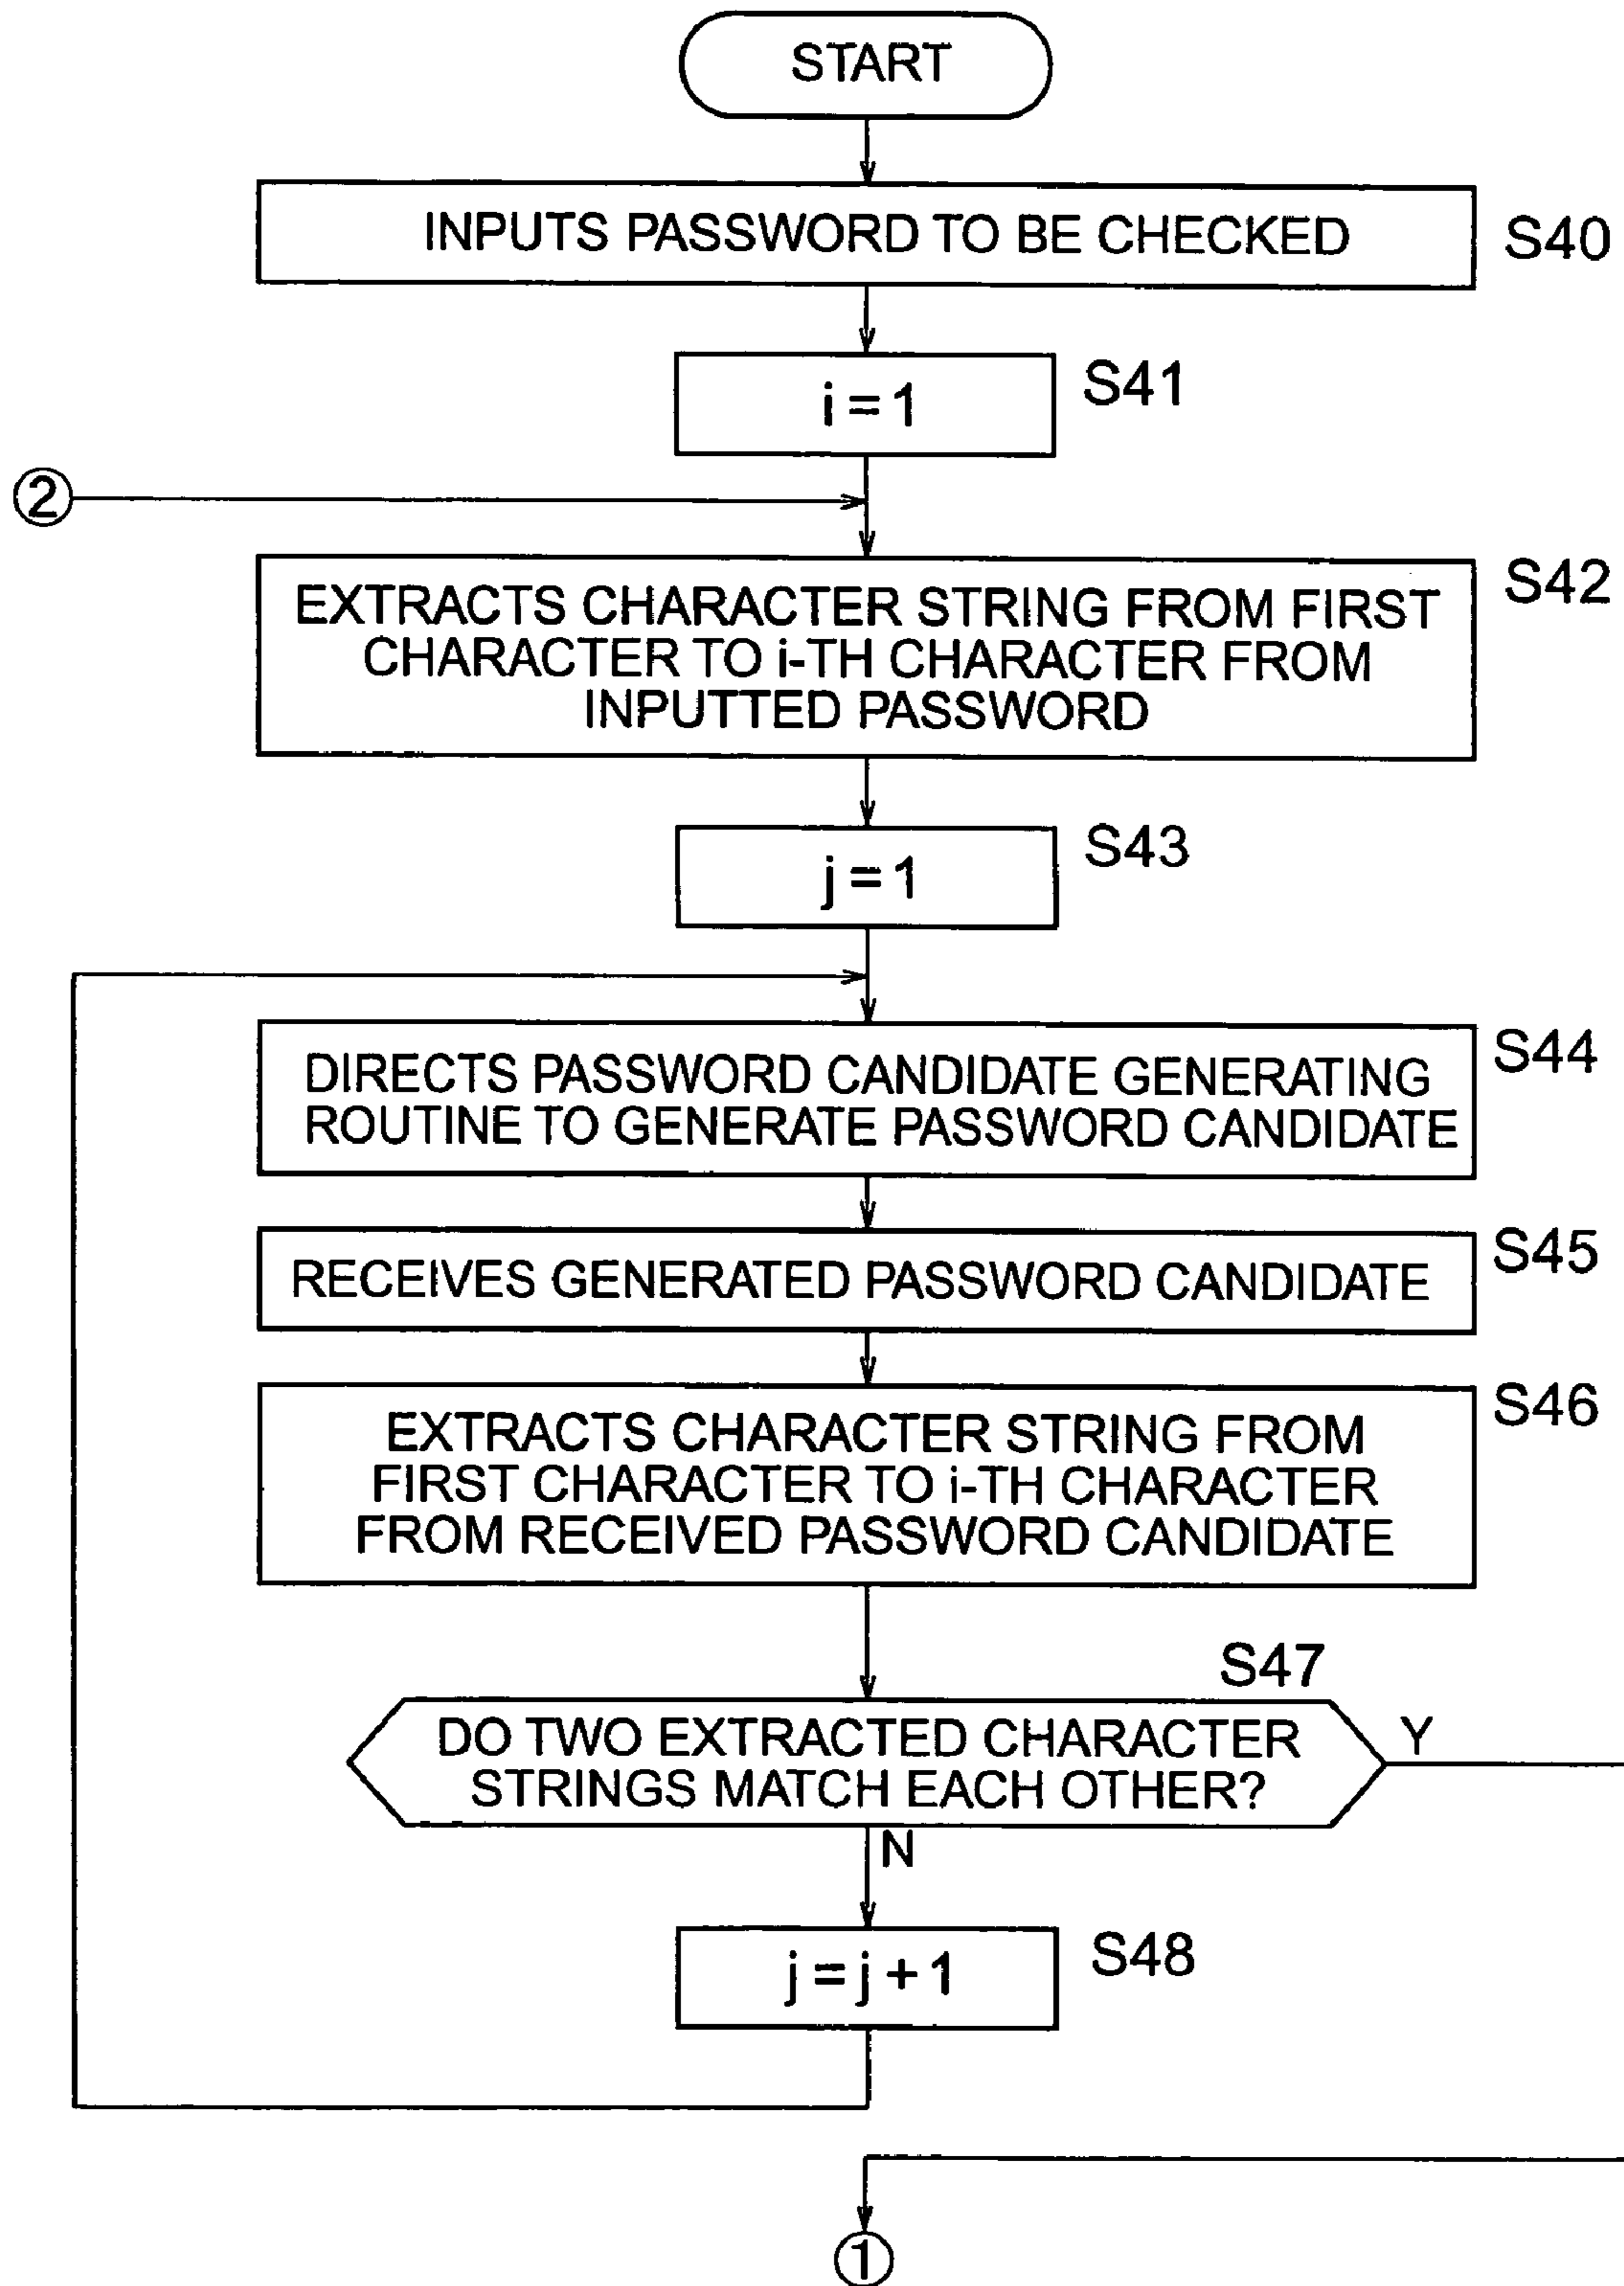 START
INPUTS PASSWORD TO BE CHECKED
S40
i = 1
S41
②
EXTRACTS CHARACTER STRING FROM FIRST
CHARACTER TO i-TH CHARACTER FROM
INPUTTED PASSWORD
S42
j = 1
S43
DIRECTS PASSWORD CANDIDATE GENERATING
ROUTINE TO GENERATE PASSWORD CANDIDATE
S44
RECEIVES GENERATED PASSWORD CANDIDATE
S45
EXTRACTS CHARACTER STRING FROM
FIRST CHARACTER TO i-TH CHARACTER
FROM RECEIVED PASSWORD CANDIDATE
S46
S47
DO TWO EXTRACTED CHARACTER
STRINGS MATCH EACH OTHER?
Y
N
j = j + 1
S48
①